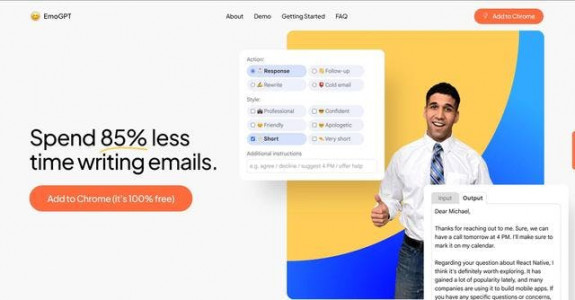 EmoGPT
About Demo Getting Started FAQ
Add to Chrome
Spend 85% less
time writing emails.
Add to Chrome (It's 100% free)
Action:
Response Follow-up
Rewrite Cold email
Style:
Professional Confident
Friendly Apologetic
Short Very short
Additional instructions
e.g. agree / decline / suggest 4 PM / offer help
Input Output
Dear Michael,
Thanks for reaching out to me. Sure, we can
have a call tomorrow at 4 PM. I'll make sure to
mark it on my calendar.
Regarding your question about React Native, I
think it's definitely worth exploring. It has
gained a lot of popularity lately, and many
companies are using it to build mobile apps. If
you have any specific questions or concerns,